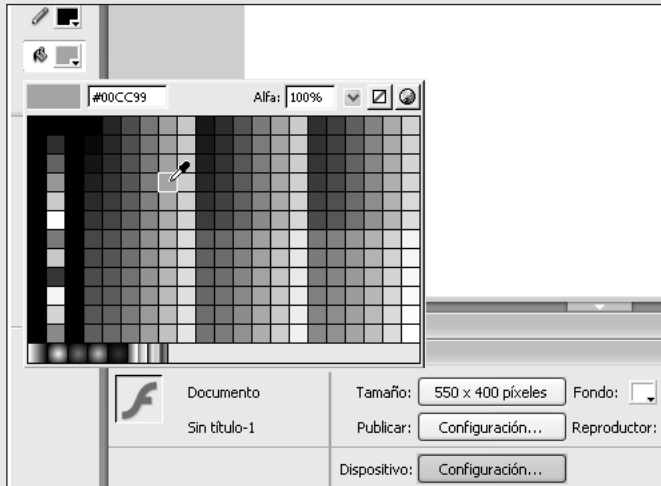 #00CC99 Alfa: 100%
Documento Tamaño: 550 x 400 píxeles Fondo:
Sin título-1 Publicar: Configuración... Reproductor:
Dispositivo: Configuración...